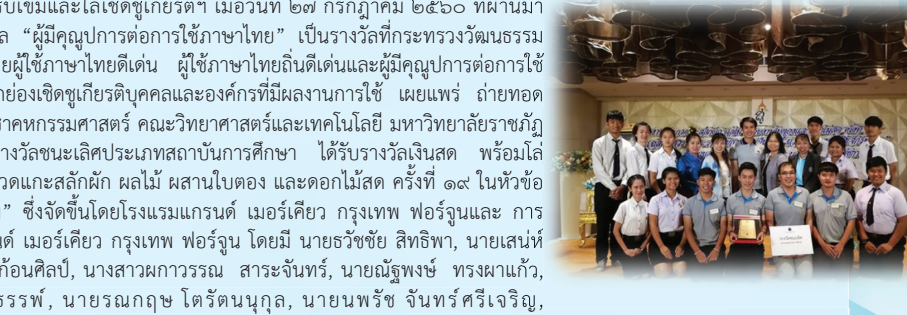 รับเข็มและโล่เชิดชูเกียรติฯ เมื่อวันที่ ๒๗ กรกฎาคม ๒๕๖๐ ที่ผ่านมา
ล “ผู้มีคุณูปการต่อการใช้ภาษาไทย” เป็นรางวัลที่กระทรวงวัฒนธรรม
ยผู้ใช้ภาษาไทยดีเด่น ผู้ใช้ภาษาไทยถิ่นดีเด่นและผู้มีคุณูปการต่อการใช้
กย่องเชิดชูเกียรติบุคคลและองค์กรที่มีผลงานการใช้ เผยแพร่ ถ่ายทอด
าคหกรรมศาสตร์ คณะวิทยาศาสตร์และเทคโนโลยี มหาวิทยาลัยราชภัฏ
างวัลชนะเลิศประเภทสถาบันการศึกษา ได้รับรางวัลเงินสด พร้อมโล่
วดแกะสลักผัก ผลไม้ ผสานใบตอง และดอกไม้สด ครั้งที่ ๑๙ ในหัวข้อ
” ซึ่งจัดขึ้นโดยโรงแรมแกรนด์ เมอร์เคียว กรุงเทพ ฟอร์จูนและ การ
นด์ เมอร์เคียว กรุงเทพ ฟอร์จูน โดยมี นายธวัชชัย สิทธิพา, นายเสน่ห์
ก้อนศิลป์, นางสาวผกาวรรณ สาระจันทร์, นายณัฐพงษ์ ทรงผาแก้ว,
ธรรพ์, นายรณกฤษ โตรัตนนุกุล, นายนพรัช จันทร์ศรีเจริญ,